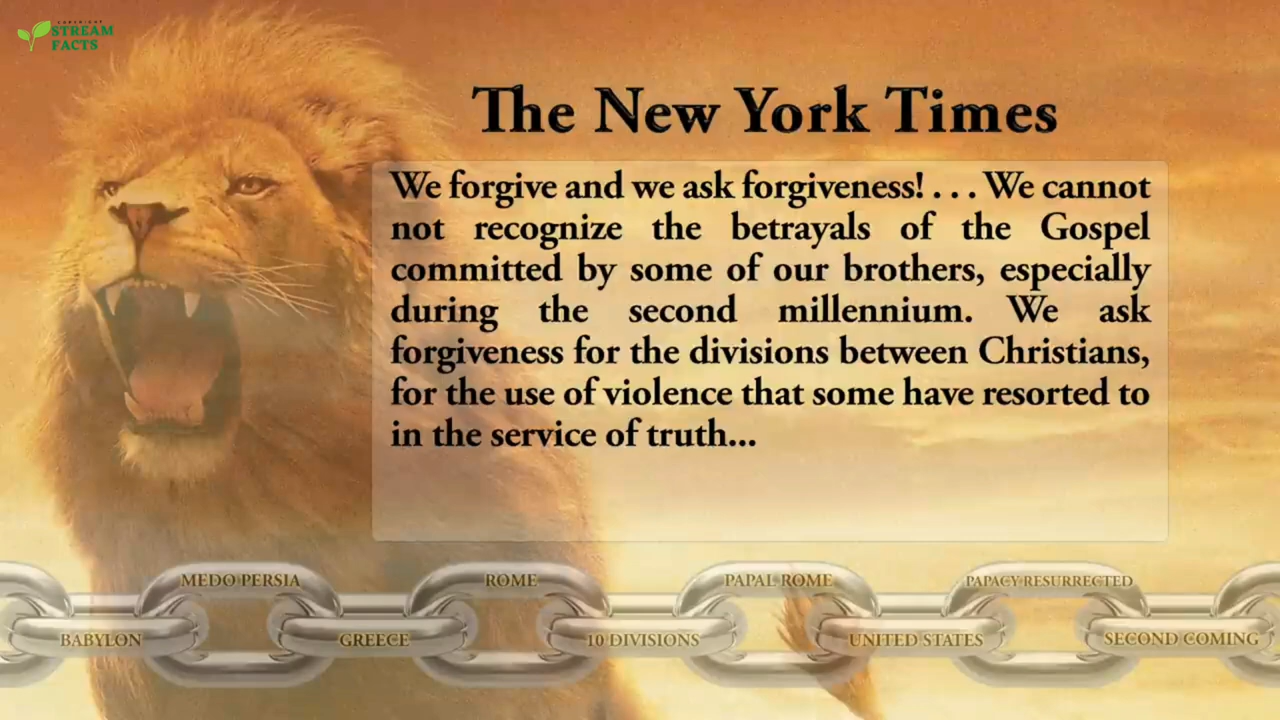 COPYRIGHT
STREAM
FACTS
The New York Times
We forgive and we ask forgiveness! . . . We cannot
not recognize the betrayals of the Gospel
committed by some of our brothers, especially
during the second millennium. We ask
forgiveness for the divisions between Christians,
for the use of violence that some have resorted to
in the service of truth...
MEDO PERSIA ROME PAPAL ROME PAPACY RESURRECTED
BABYLON GREECE 10 DIVISIONS UNITED STATES SECOND COMING